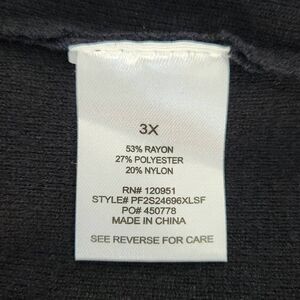 3X
53% RAYON
27% POLYESTER
20% NYLON
RN# 120951
STYLE# PF2S24696XLSF
PO# 450778
MADE IN CHINA
SEE REVERSE FOR CARE